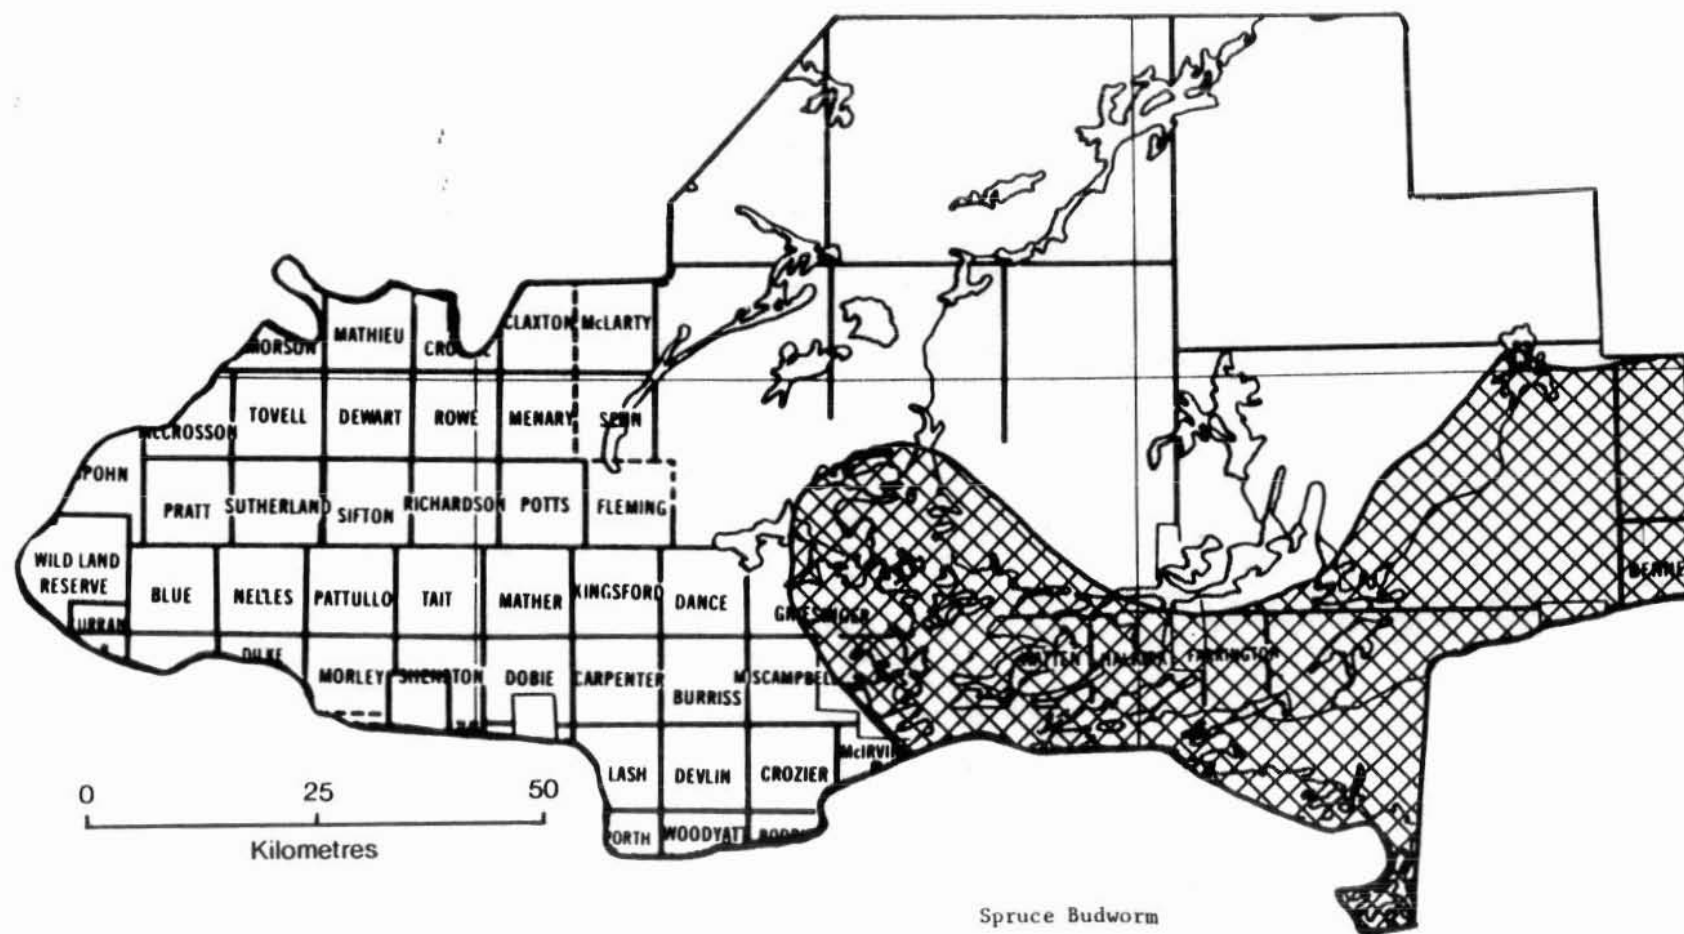 MATHIEU
CLAXTON
McLARTY
MORSON
TOVELL
DEWART
ROWE
MENARY
McCROSSON
PRATT
SUTHERLAND
SIFTON
RICHARDSON
POTTS
FLEMING
WILD LAND
RESERVE
BLUE
NELLES
PATTULLO
TAIT
MATHER
KINGSFORD
DANCE
MORLEY
DOBIE
CARPENTER
BURRISS
MISCAMPBELL
LASH
DEVLIN
CROZIER
WOODYATT
FARRINGTON
0 25 50
Kilometres
Spruce Budworm